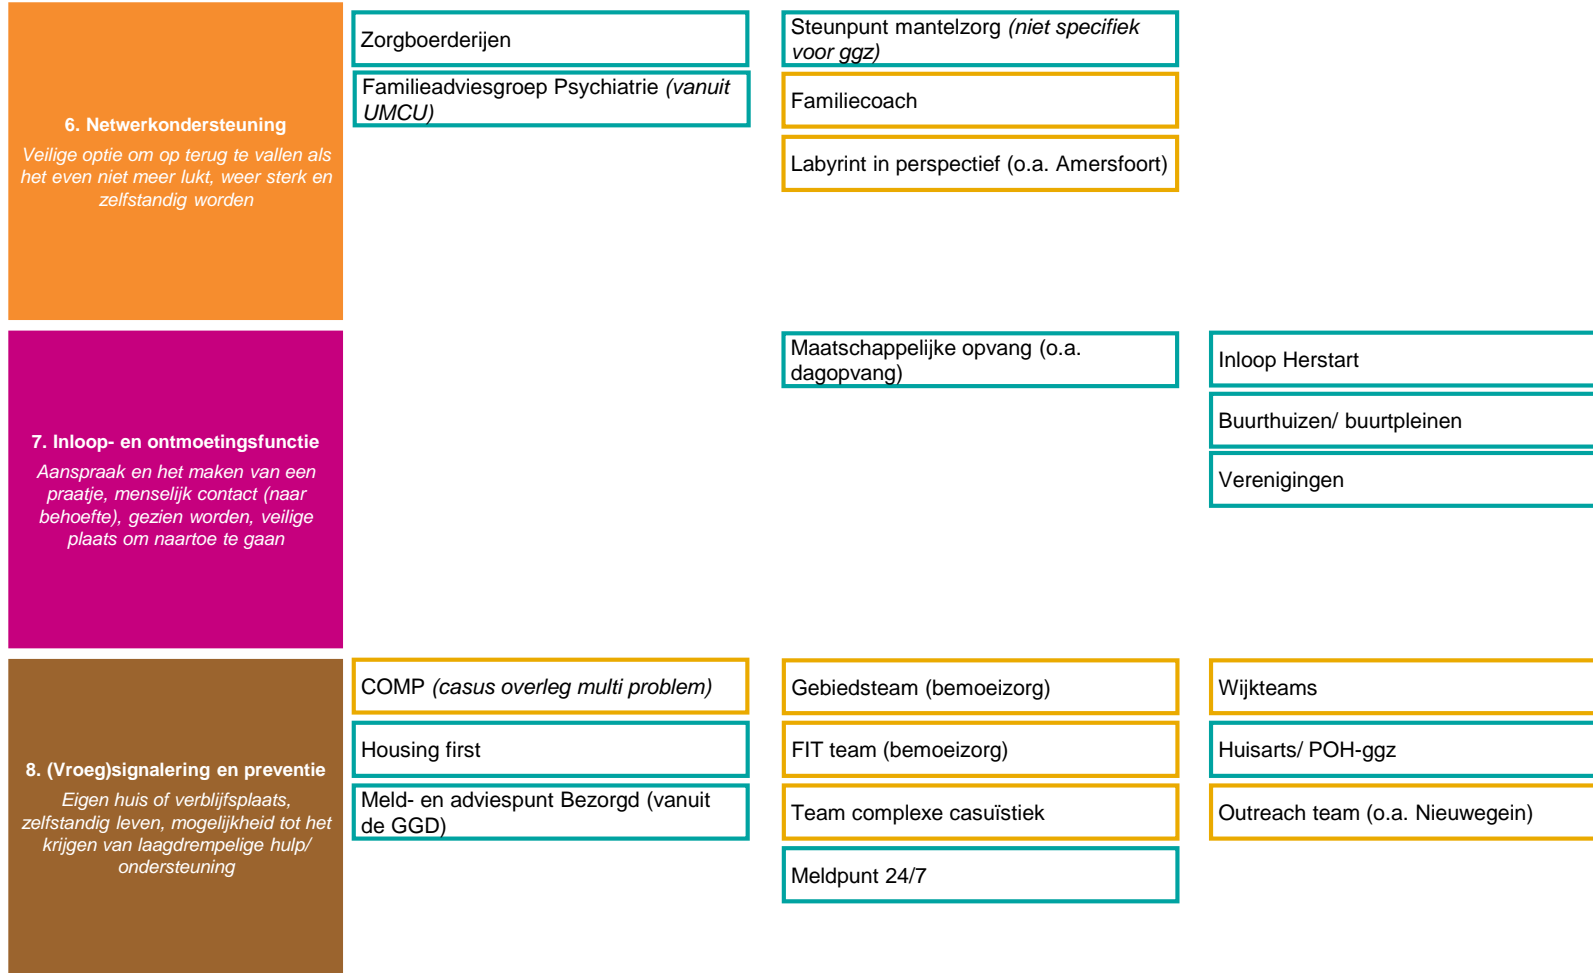 6. Netwerkondersteuning
Veilige optie om op terug te vallen als
het even niet meer lukt, weer sterk en
zelfstandig worden
Zorgboerderijen
Familieadviesgroep Psychiatrie (vanuit
UMCU)
Steunpunt mantelzorg (niet specifiek
voor ggz)
Familiecoach
Labyrint in perspectief (o.a. Amersfoort)
7. Inloop- en ontmoetingsfunctie
Aanspraak en het maken van een
praatje, menselijk contact (naar
behoefte), gezien worden, veilige
plaats om naartoe te gaan
Maatschappelijke opvang (o.a.
dagopvang)
Inloop Herstart
Buurthuizen/ buurtpleinen
Verenigingen
8. (Vroeg)signalering en preventie
Eigen huis of verblijfsplaats,
zelfstandig leven, mogelijkheid tot het
krijgen van laagdrempelige hulp/
ondersteuning
COMP (casus overleg multi problem)
Housing first
Meld- en adviespunt Bezorgd (vanuit
de GGD)
Gebiedsteam (bemoeizorg)
FIT team (bemoeizorg)
Team complexe casuïstiek
Meldpunt 24/7
Wijkteams
Huisarts/ POH-ggz
Outreach team (o.a. Nieuwegein)